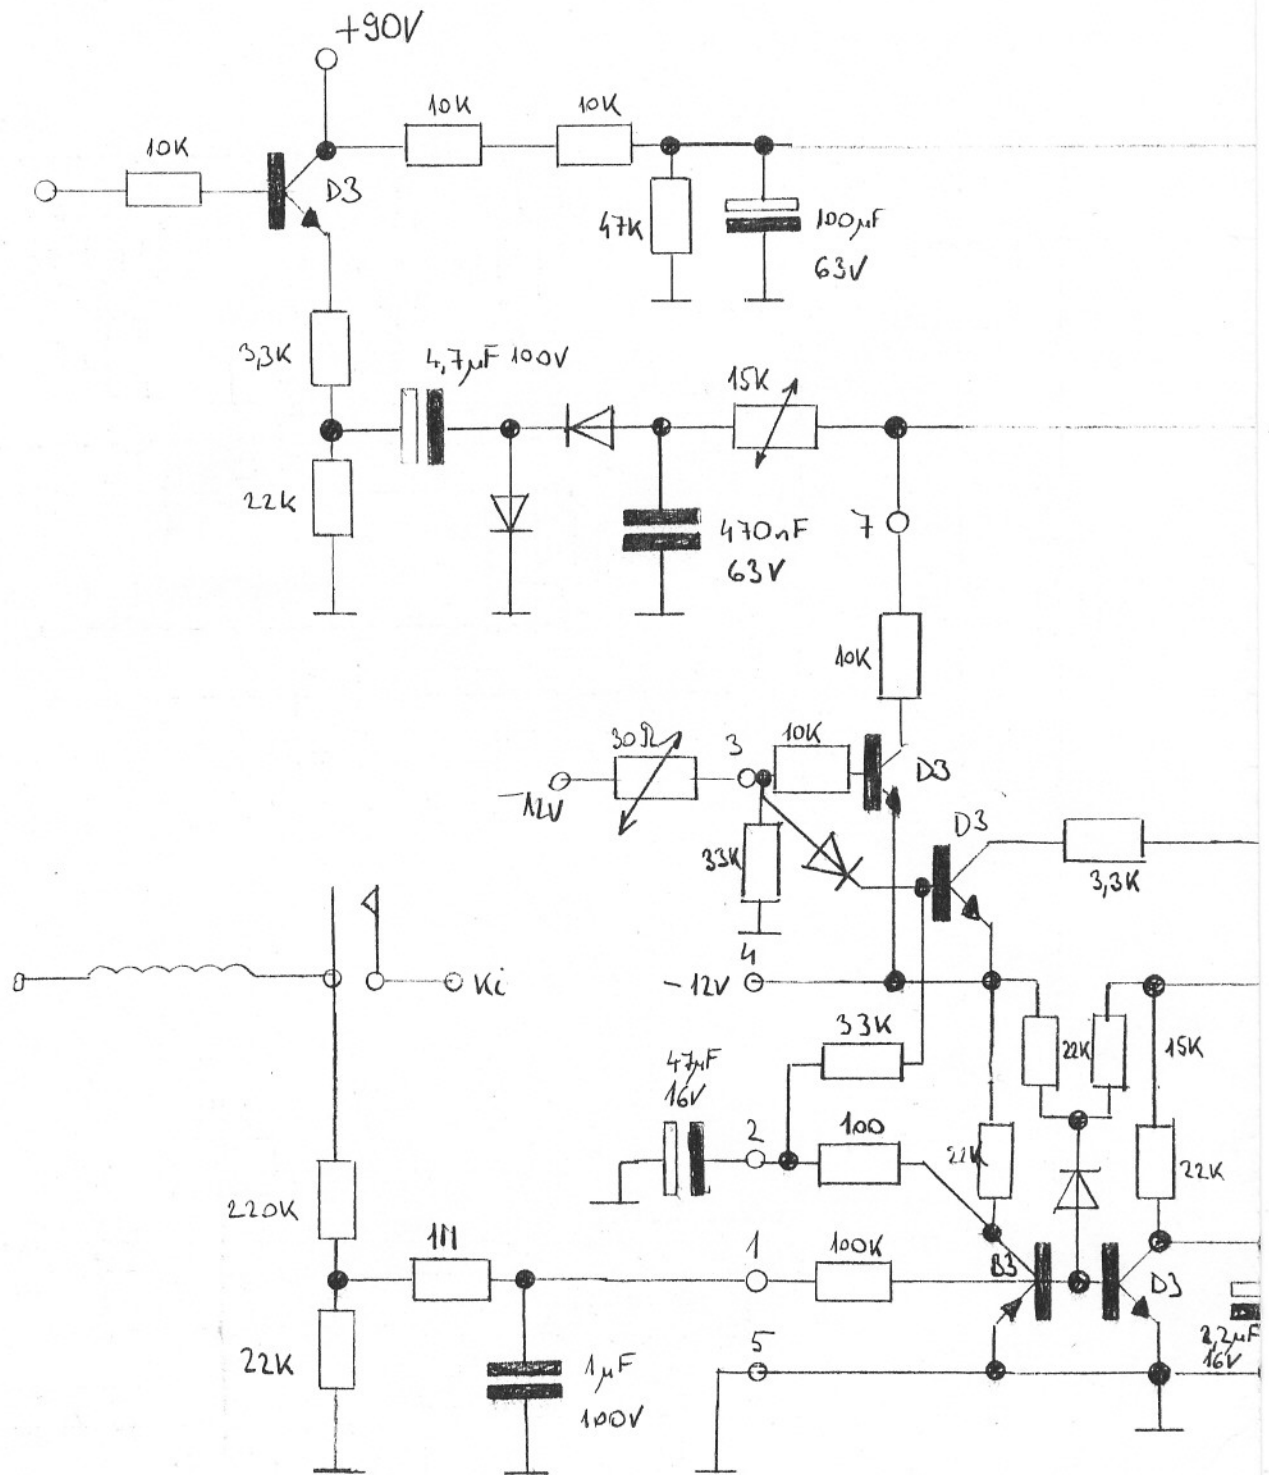 +90V
10K
10K
10K
D3
47K
100µF
63V
3,3K
4,7µF 100V
15K
22K
470nF
63V
7
10K
30Ω
3
10K
-12V
D3
D3
33K
3,3K
4
-12V
Ki
33K
47µF
16V
22K
15K
2
100
22K
22K
220K
1M
1
100K
B3
D3
22K
1µF
100V
5
2,2µF
16V